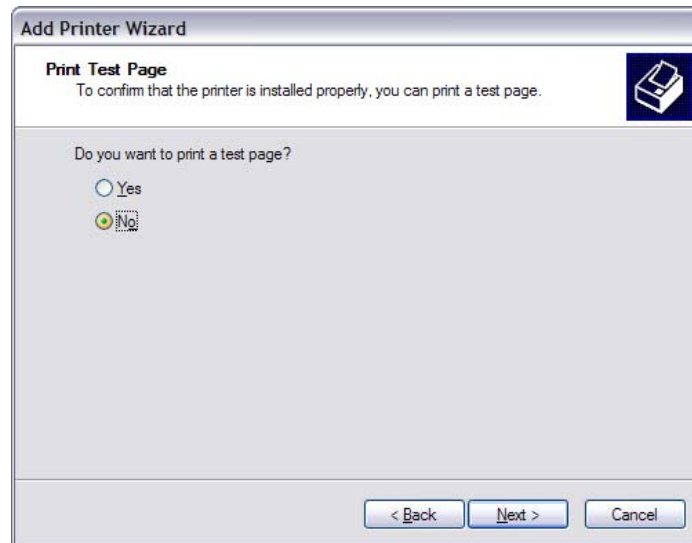 Add Printer Wizard
Print Test Page
To confirm that the printer is installed properly, you can print a test page.
Do you want to print a test page?
Yes
No
< Back Next > Cancel